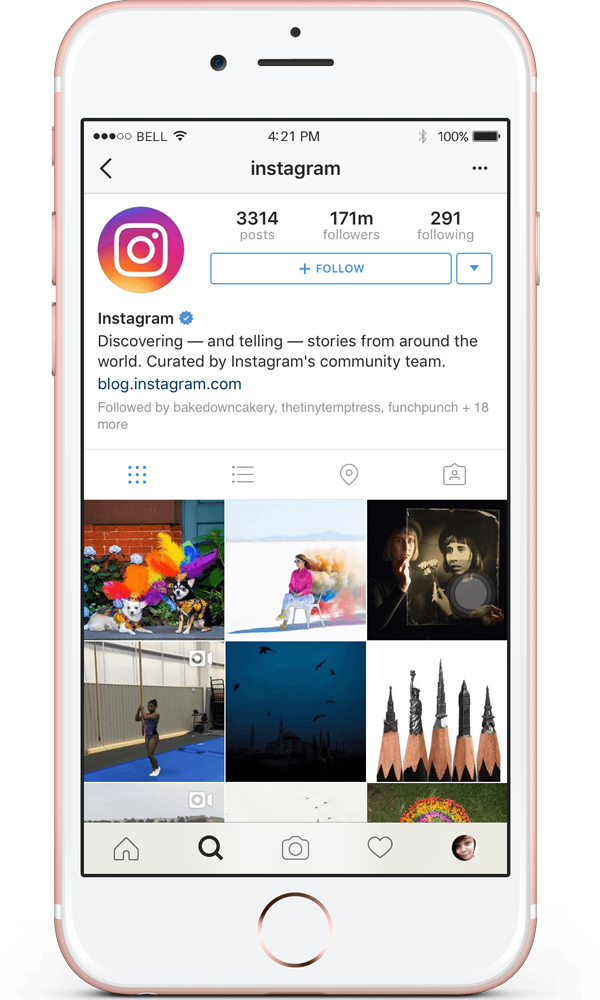 BELL 4:21 PM 100%
instagram
3314 171m 291
posts followers following
+ FOLLOW
Instagram
Discovering — and telling — stories from around the
world. Curated by Instagram's community team.
blog.instagram.com
Followed by bakedowncakery, thetinytemptress, funchpunch + 18
more